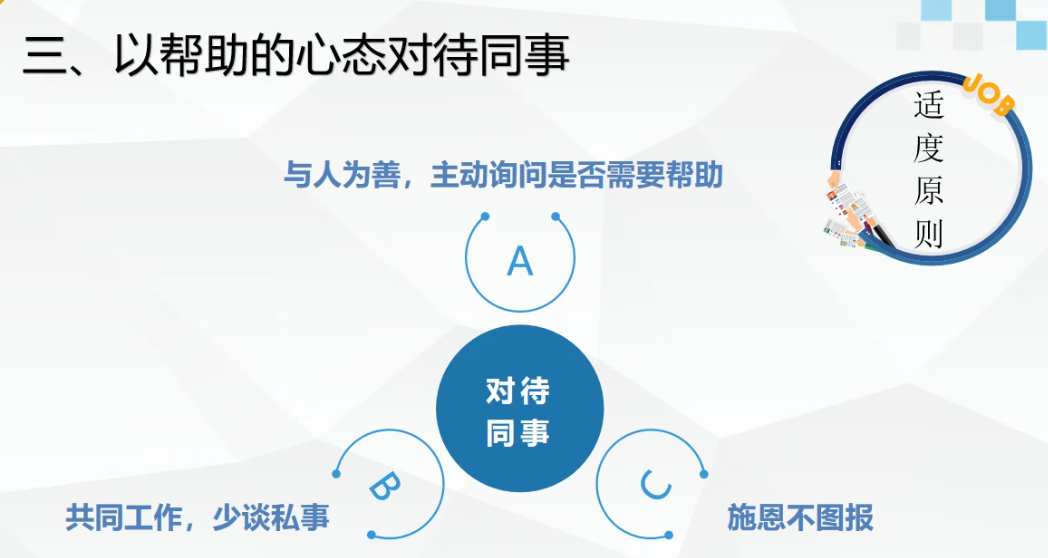 三、以帮助的心态对待同事
JOB
适度原则
与人为善，主动询问是否需要帮助
A
对待
同事
B
C
共同工作，少谈私事
施恩不图报